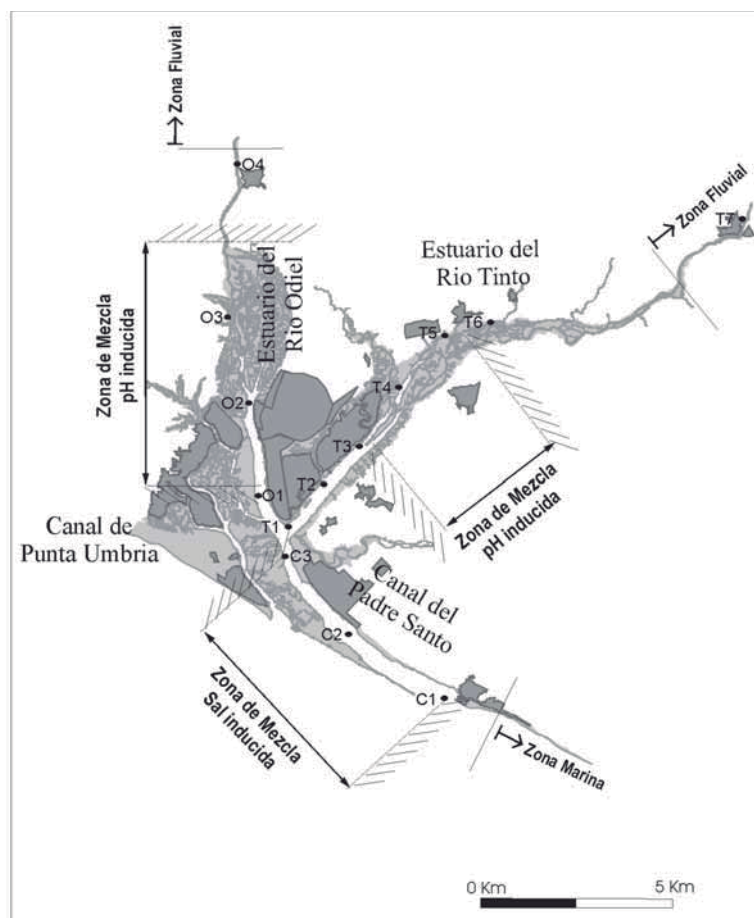 Zona Fluvial
O4
Zona Fluvial
T7
Estuario del
Rio Tinto
Estuario del
Rio Odiel
Zona de Mezcla
pH inducida
O3
T6
T5
T4
O2
T3
T2
O1
T1
Zona de Mezcla
pH inducida
Canal de
Punta Umbria
C3
Canal del
Padre Santo
C2
C1
Zona de Mezcla
Sal inducida
Zona Marina
0 Km
5 Km